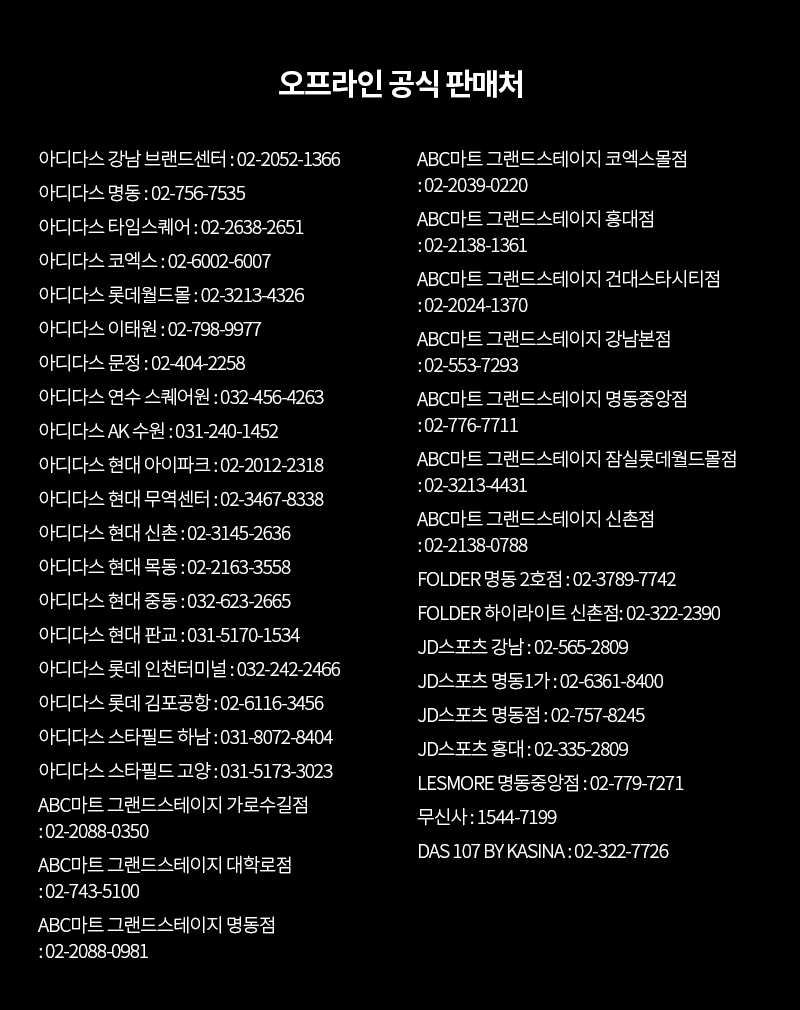 오프라인 공식 판매처
아디다스 강남 브랜드센터 : 02-2052-1366
아디다스 명동 : 02-756-7535
아디다스 타임스퀘어 : 02-2638-2651
아디다스 코엑스 : 02-6002-6007
아디다스 롯데월드몰 : 02-3213-4326
아디다스 이태원 : 02-798-9977
아디다스 문정 : 02-404-2258
아디다스 연수 스퀘어원 : 032-456-4263
아디다스 AK 수원 : 031-240-1452
아디다스 현대 아이파크 : 02-2012-2318
아디다스 현대 무역센터 : 02-3467-8338
아디다스 현대 신촌 : 02-3145-2636
아디다스 현대 목동 : 02-2163-3558
아디다스 현대 중동 : 032-623-2665
아디다스 현대 판교 : 031-5170-1534
아디다스 롯데 인천터미널 : 032-242-2466
아디다스 롯데 김포공항 : 02-6116-3456
아디다스 스타필드 하남 : 031-8072-8404
아디다스 스타필드 고양 : 031-5173-3023
ABC마트 그랜드스테이지 가로수길점
: 02-2088-0350
ABC마트 그랜드스테이지 대학로점
: 02-743-5100
ABC마트 그랜드스테이지 명동점
: 02-2088-0981
ABC마트 그랜드스테이지 코엑스몰점
: 02-2039-0220
ABC마트 그랜드스테이지 홍대점
: 02-2138-1361
ABC마트 그랜드스테이지 건대스타시티점
: 02-2024-1370
ABC마트 그랜드스테이지 강남본점
: 02-553-7293
ABC마트 그랜드스테이지 명동중앙점
: 02-776-7711
ABC마트 그랜드스테이지 잠실롯데월드몰점
: 02-3213-4431
ABC마트 그랜드스테이지 신촌점
: 02-2138-0788
FOLDER 명동 2호점 : 02-3789-7742
FOLDER 하이라이트 신촌점: 02-322-2390
JD스포츠 강남 : 02-565-2809
JD스포츠 명동1가 : 02-6361-8400
JD스포츠 명동점 : 02-757-8245
JD스포츠 홍대 : 02-335-2809
LESMORE 명동중앙점 : 02-779-7271
무신사 : 1544-7199
DAS 107 BY KASINA : 02-322-7726